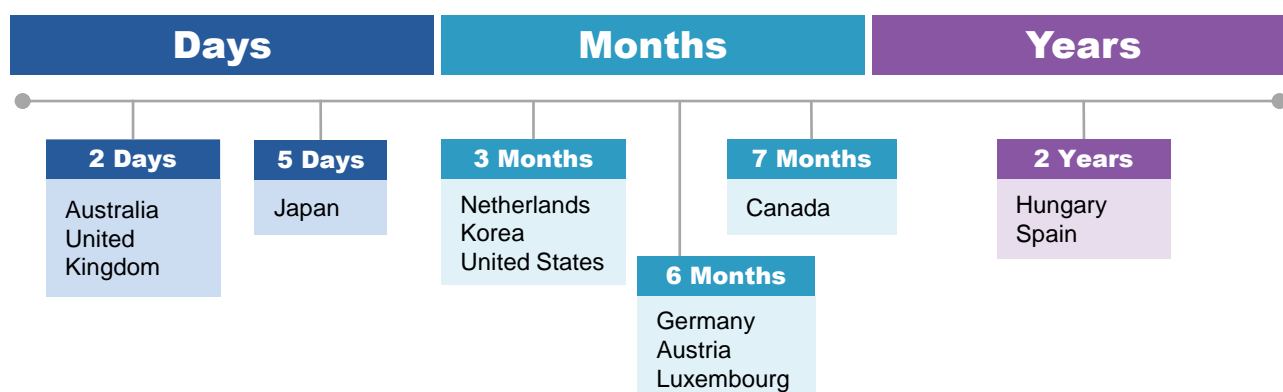 Days
Months
Years
2 Days
Australia
United
Kingdom
5 Days
Japan
3 Months
Netherlands
Korea
United States
6 Months
Germany
Austria
Luxembourg
7 Months
Canada
2 Years
Hungary
Spain